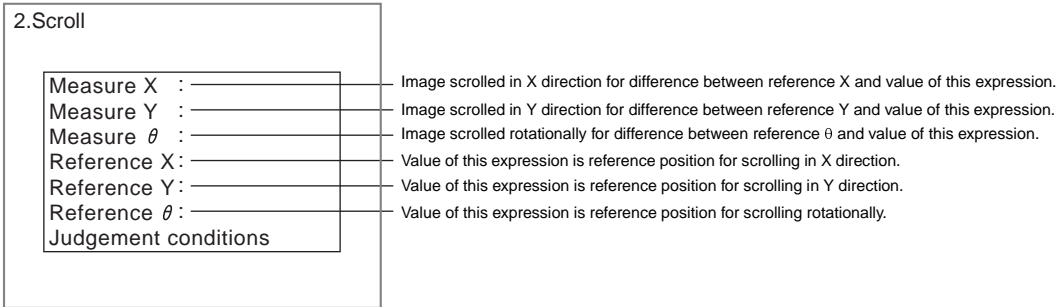 2.Scroll
Measure X : Image scrolled in X direction for difference between reference X and value of this expression.
Measure Y : Image scrolled in Y direction for difference between reference Y and value of this expression.
Measure θ : Image scrolled rotationally for difference between reference θ and value of this expression.
Reference X: Value of this expression is reference position for scrolling in X direction.
Reference Y: Value of this expression is reference position for scrolling in Y direction.
Reference θ: Value of this expression is reference position for scrolling rotationally.
Judgement conditions